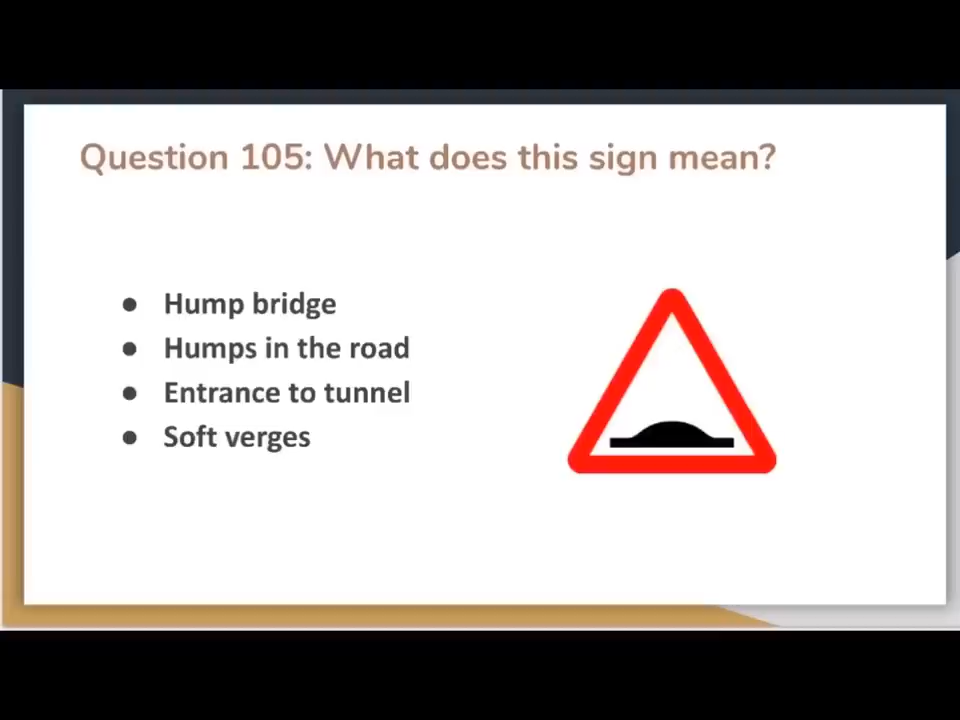 Question 105: What does this sign mean?
● Hump bridge
● Humps in the road
● Entrance to tunnel
● Soft verges